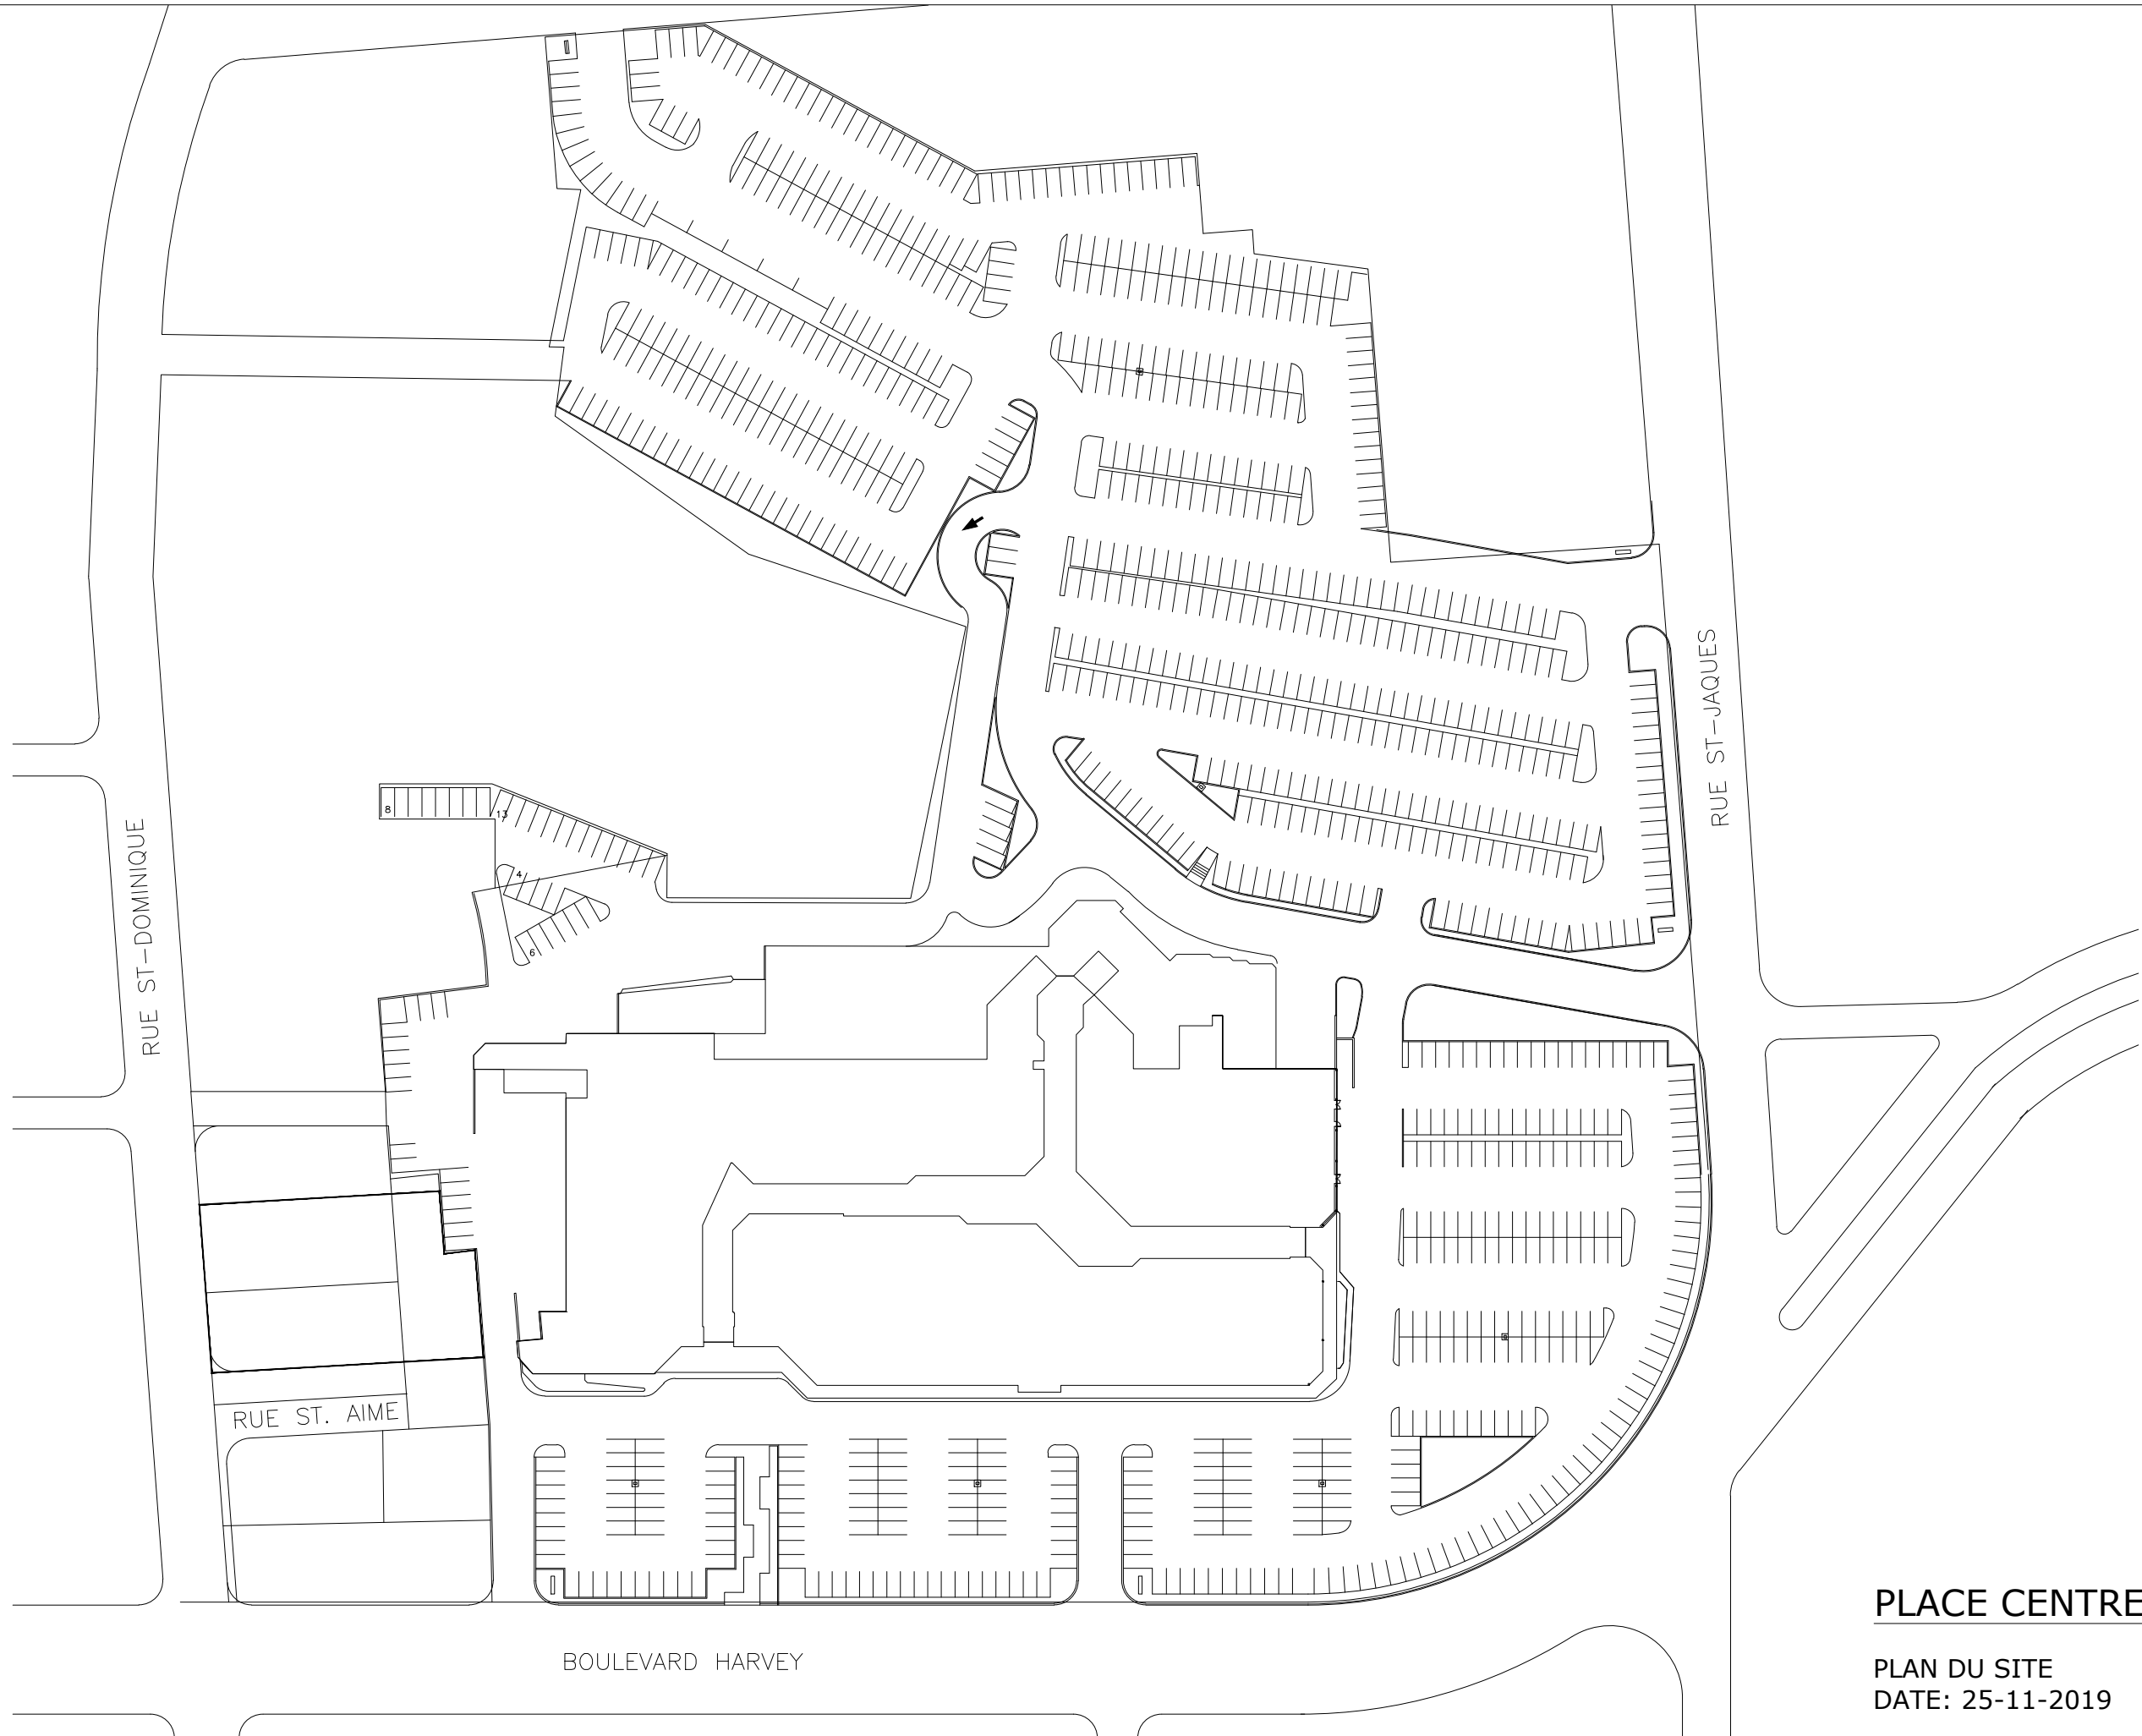 RUE ST-JAQUES
8
13
RUE ST-DOMINIQUE
4
6
RUE ST. AIME
PLACE CENTRE
BOULEVARD HARVEY
PLAN DU SITE
DATE: 25-11-2019